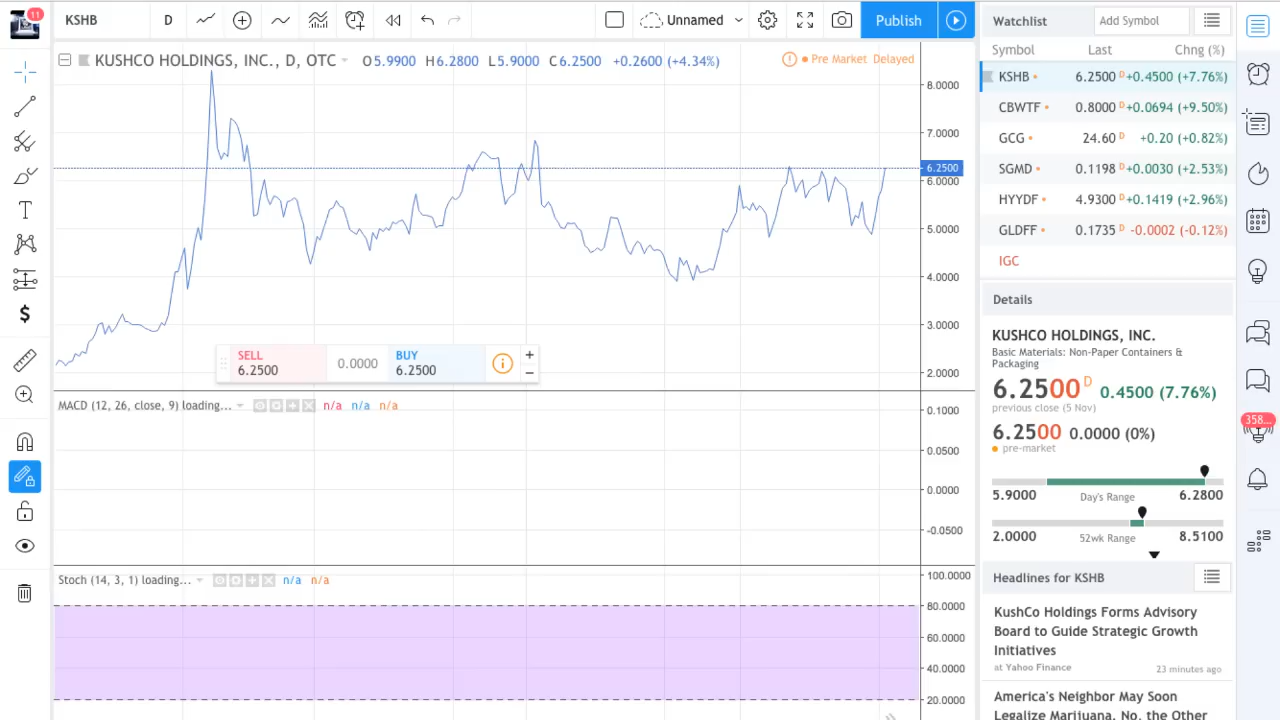 11
KSHB
D
Unnamed
Publish
KUSHCO HOLDINGS, INC., D, OTC
O5.9900 H6.2800 L5.9000 C6.2500 +0.2600 (+4.34%)
Pre Market Delayed
8.0000
7.0000
6.2500
6.0000
5.0000
4.0000
3.0000
2.0000
SELL
6.2500
0.0000
BUY
6.2500
MACD (12, 26, close, 9) loading... n/a n/a n/a
0.1000
0.0500
0.0000
-0.0500
Stoch (14, 3, 1) loading... n/a n/a
100.0000
80.0000
60.0000
40.0000
20.0000
Watchlist
Add Symbol
Symbol Last Chng (%)
KSHB 6.2500 D +0.4500 (+7.76%)
CBWTF 0.8000 D +0.0694 (+9.50%)
GCG 24.60 D +0.20 (+0.82%)
SGMD 0.1198 D +0.0030 (+2.53%)
HYYDF 4.9300 D +0.1419 (+2.96%)
GLDFF 0.1735 D -0.0002 (-0.12%)
IGC
Details
KUSHCO HOLDINGS, INC.
Basic Materials: Non-Paper Containers &
Packaging
6.2500 D 0.4500 (7.76%)
previous close (5 Nov)
6.2500 0.0000 (0%)
pre-market
5.9000 Day's Range 6.2800
2.0000 52wk Range 8.5100
Headlines for KSHB
KushCo Holdings Forms Advisory
Board to Guide Strategic Growth
Initiatives
at Yahoo Finance 23 minutes ago
America's Neighbor May Soon
Legalize Marijuana. No, the Other
358...